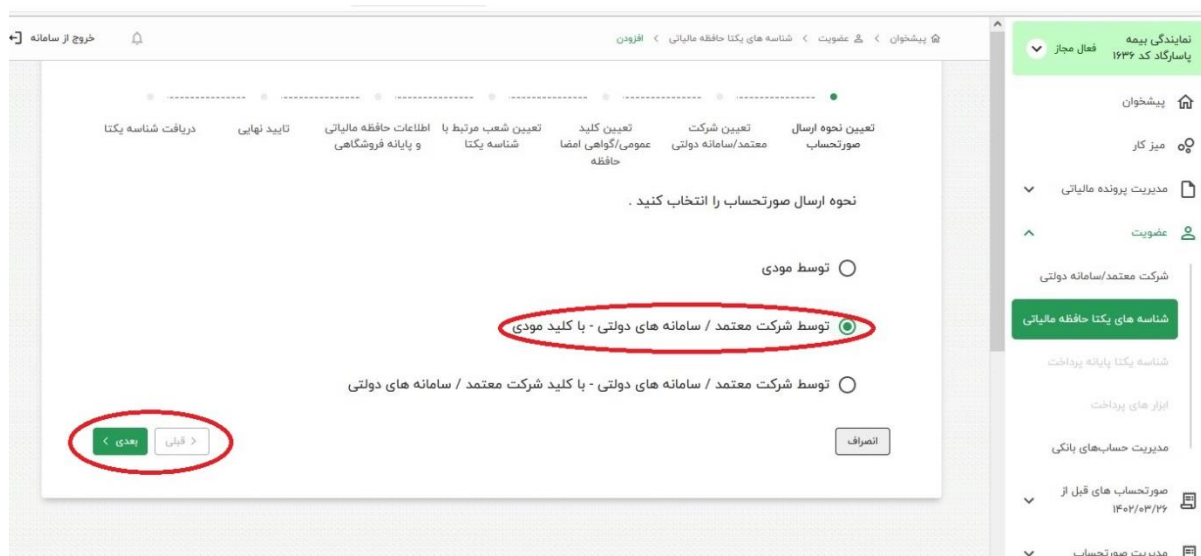 نمایندگی بیمه
پاسارگاد کد ۱۶۳۶
فعال مجاز
پیشخوان
میز کار
مدیریت پرونده مالیاتی
عضویت
شرکت معتمد/سامانه دولتی
شناسه های یکتا حافظه مالیاتی
شناسه یکتا پایانه پرداخت
ابزار های پرداخت
مدیریت حساب‌های بانکی
صورتحساب های قبل از
۱۴۰۲/۰۳/۲۶
مدیریت صورتحساب
پیشخوان > عضویت > شناسه های یکتا حافظه مالیاتی > افزودن
خروج از سامانه
تعیین نحوه ارسال
صورتحساب
تعیین شرکت
معتمد/سامانه دولتی
تعیین کلید
عمومی/گواهی امضا
حافظه
تعیین شعب مرتبط با
شناسه یکتا
اطلاعات حافظه مالیاتی
و پایانه فروشگاهی
تایید نهایی
دریافت شناسه یکتا
نحوه ارسال صورتحساب را انتخاب کنید .
توسط مودی
توسط شرکت معتمد / سامانه های دولتی - با کلید مودی
توسط شرکت معتمد / سامانه های دولتی - با کلید شرکت معتمد / سامانه های دولتی
انصراف
قبلی
بعدی